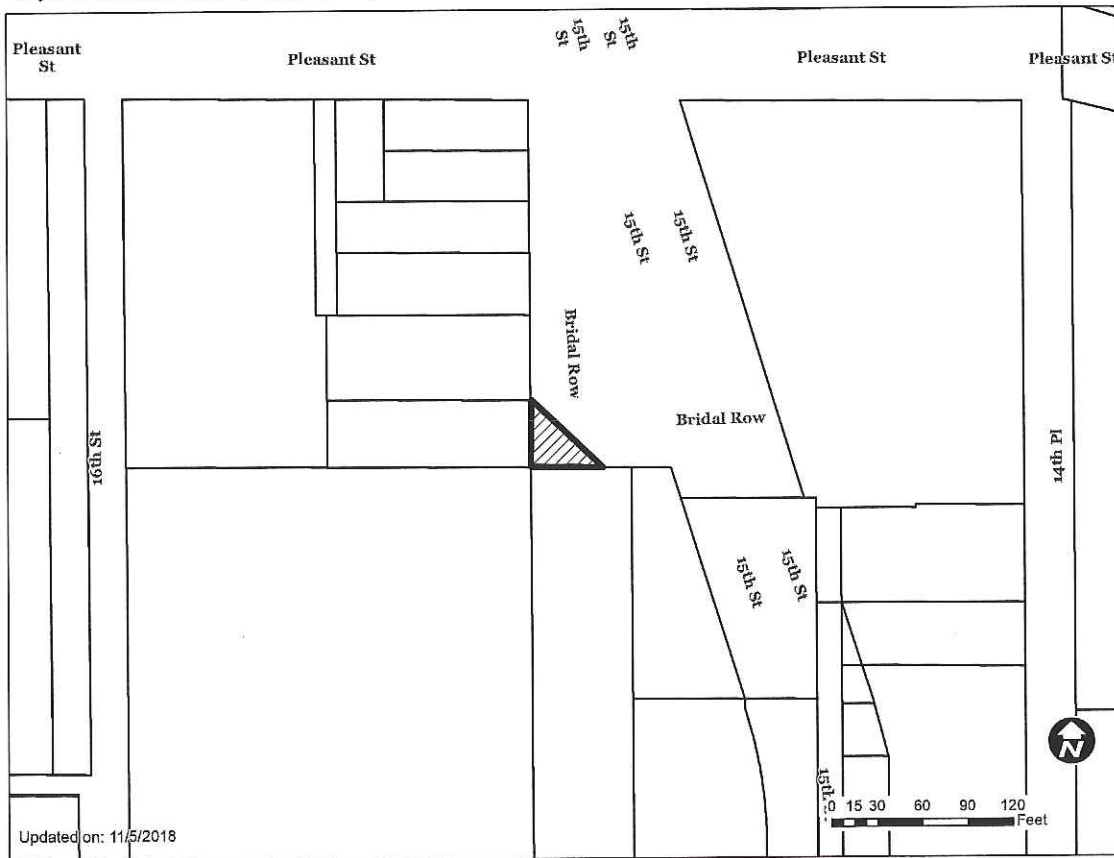 Pleasant
St
Pleasant St
15th
St
15th
St
Pleasant St
Pleasant St
15th St
15th St
Bridal Row
Bridal Row
16th St
14th Pl
15th St
15th St
15th
0 15 30 60 90 120
Feet
N
Updated on: 11/5/2018